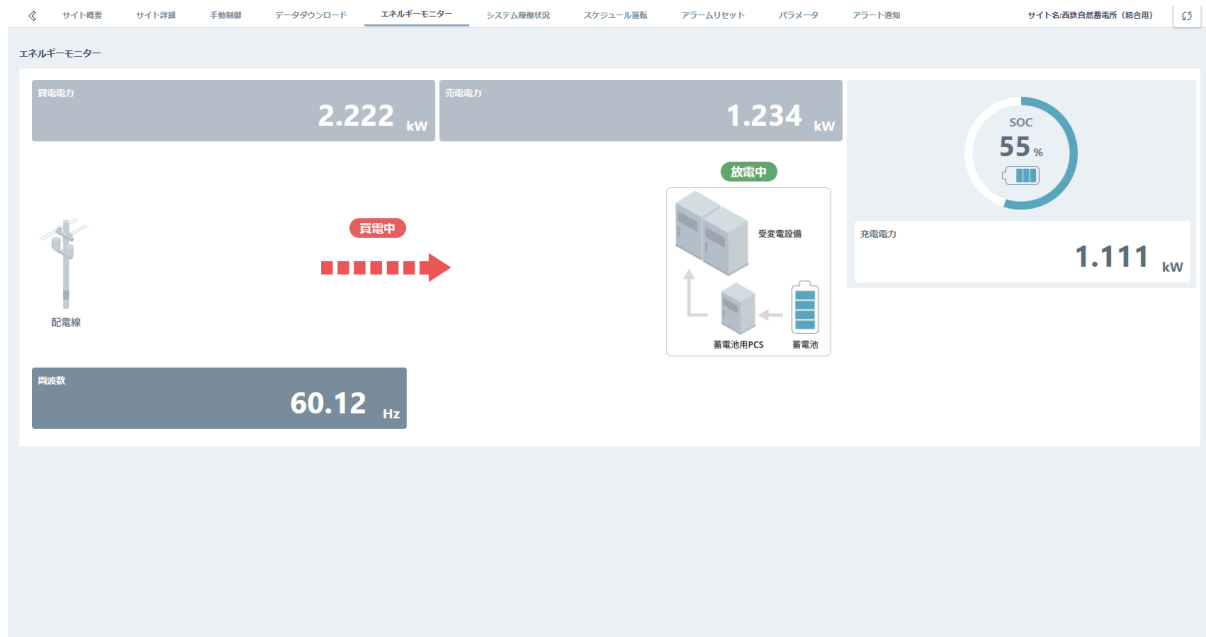 サイト概要 サイト詳細 手動制御 データダウンロード エネルギーモニター システム稼働状況 スケジュール運転 アラームリセット パラメータ アラート通知 サイト名:西鉄自然蓄電所（結合用）
エネルギーモニター
買電電力
2.222 kW
売電電力
1.234 kW
SOC
55 %
放電中
買電中
受変電設備
充電電力
1.111 kW
配電線
蓄電池用PCS 蓄電池
周波数
60.12 Hz